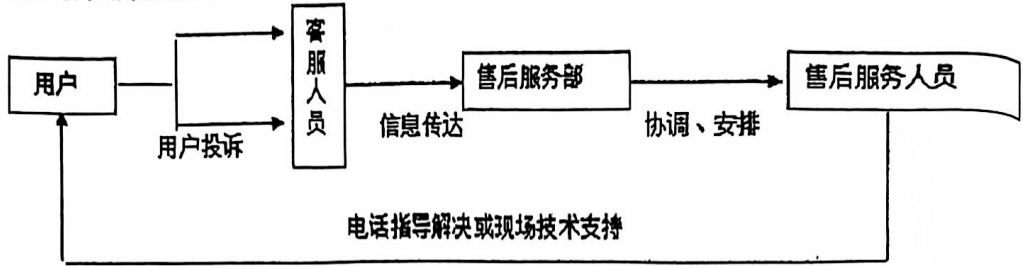 用户
用户投诉
客服人员
信息传达
售后服务部
协调、安排
售后服务人员
电话指导解决或现场技术支持